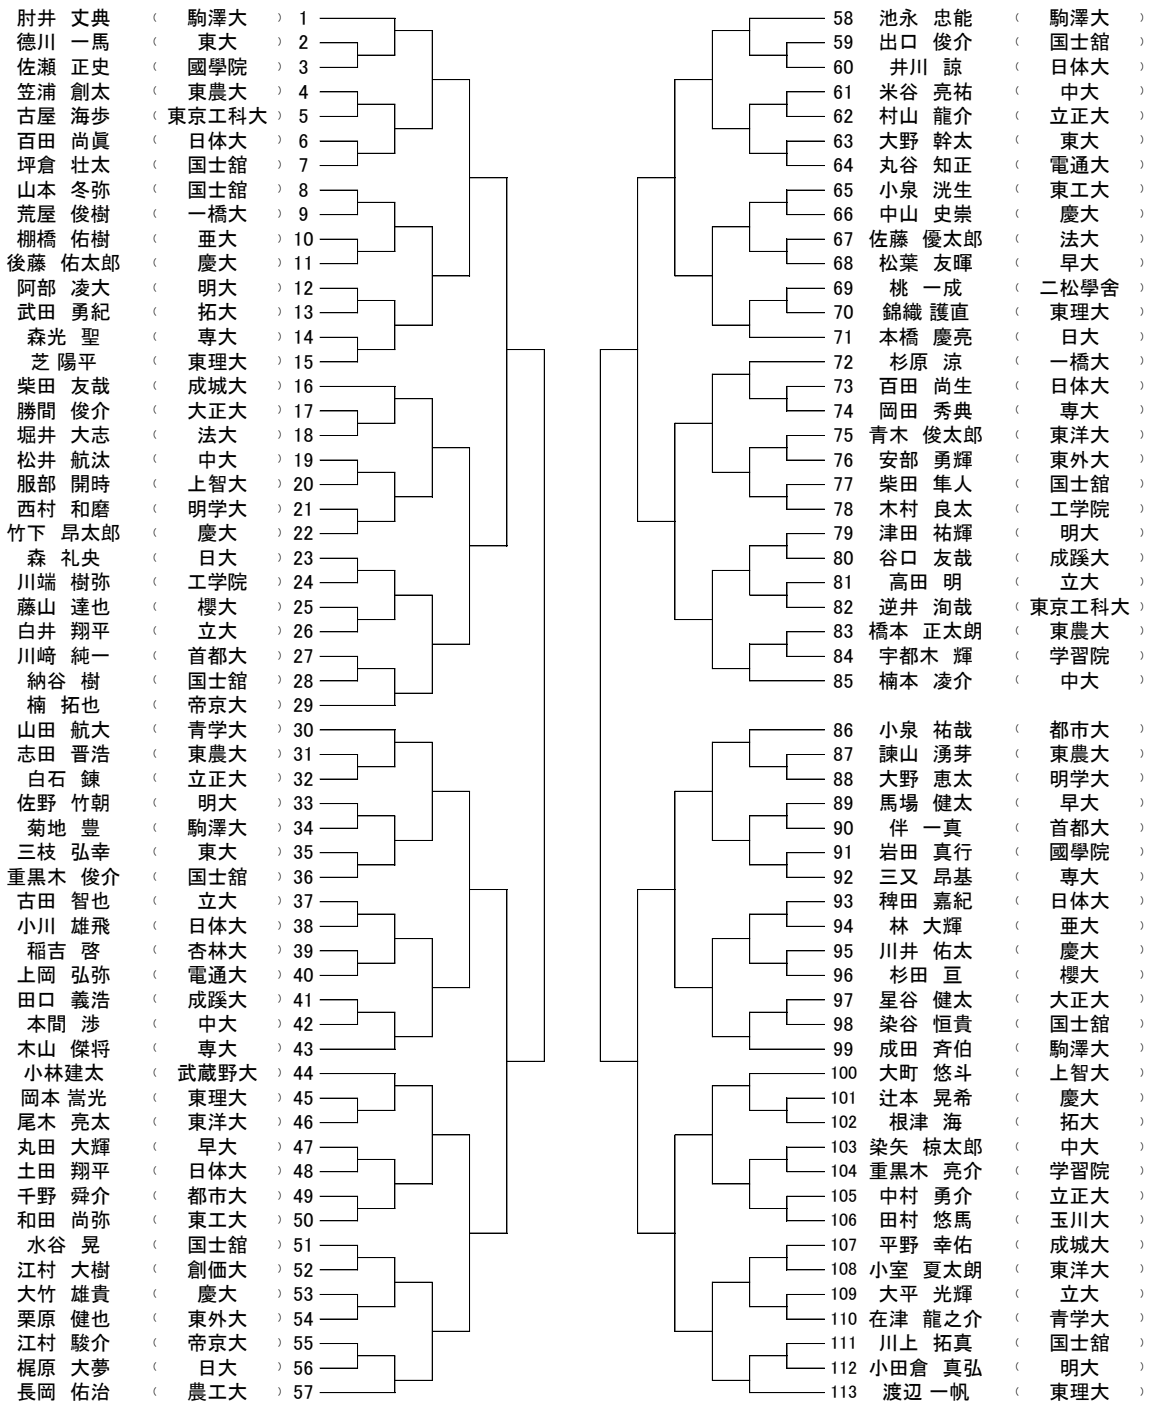 肘井 丈典 （ 駒澤大 ） 1
德川 一馬 （ 東大 ） 2
佐瀬 正史 （ 國學院 ） 3
笠浦 創太 （ 東農大 ） 4
古屋 海歩 （ 東京工科大 ） 5
百田 尚眞 （ 日体大 ） 6
坪倉 壮太 （ 国士舘 ） 7
山本 冬弥 （ 国士舘 ） 8
荒屋 俊樹 （ 一橋大 ） 9
棚橋 佑樹 （ 亜大 ） 10
後藤 佑太郎 （ 慶大 ） 11
阿部 凌大 （ 明大 ） 12
武田 勇紀 （ 拓大 ） 13
森光 聖 （ 専大 ） 14
芝 陽平 （ 東理大 ） 15
柴田 友哉 （ 成城大 ） 16
勝間 俊介 （ 大正大 ） 17
堀井 大志 （ 法大 ） 18
松井 航汰 （ 中大 ） 19
服部 開時 （ 上智大 ） 20
西村 和磨 （ 明学大 ） 21
竹下 昂太郎 （ 慶大 ） 22
森 礼央 （ 日大 ） 23
川端 樹弥 （ 工学院 ） 24
藤山 達也 （ 櫻大 ） 25
白井 翔平 （ 立大 ） 26
川﨑 純一 （ 首都大 ） 27
納谷 樹 （ 国士舘 ） 28
楠 拓也 （ 帝京大 ） 29
山田 航大 （ 青学大 ） 30
志田 晋浩 （ 東農大 ） 31
白石 錬 （ 立正大 ） 32
佐野 竹朝 （ 明大 ） 33
菊地 豊 （ 駒澤大 ） 34
三枝 弘幸 （ 東大 ） 35
重黒木 俊介 （ 国士舘 ） 36
古田 智也 （ 立大 ） 37
小川 雄飛 （ 日体大 ） 38
稲吉 啓 （ 杏林大 ） 39
上岡 弘弥 （ 電通大 ） 40
田口 義浩 （ 成蹊大 ） 41
本間 渉 （ 中大 ） 42
木山 傑将 （ 専大 ） 43
小林建太 （ 武蔵野大 ） 44
岡本 嵩光 （ 東理大 ） 45
尾木 亮太 （ 東洋大 ） 46
丸田 大輝 （ 早大 ） 47
土田 翔平 （ 日体大 ） 48
千野 舜介 （ 都市大 ） 49
和田 尚弥 （ 東工大 ） 50
水谷 晃 （ 国士舘 ） 51
江村 大樹 （ 創価大 ） 52
大竹 雄貴 （ 慶大 ） 53
栗原 健也 （ 東外大 ） 54
江村 駿介 （ 帝京大 ） 55
梶原 大夢 （ 日大 ） 56
長岡 佑治 （ 農工大 ） 57
58 池永 忠能 （ 駒澤大 ）
59 出口 俊介 （ 国士舘 ）
60 井川 諒 （ 日体大 ）
61 米谷 亮祐 （ 中大 ）
62 村山 龍介 （ 立正大 ）
63 大野 幹太 （ 東大 ）
64 丸谷 知正 （ 電通大 ）
65 小泉 洸生 （ 東工大 ）
66 中山 史崇 （ 慶大 ）
67 佐藤 優太郎 （ 法大 ）
68 松葉 友暉 （ 早大 ）
69 桃 一成 （ 二松學舍 ）
70 錦織 護直 （ 東理大 ）
71 本橋 慶亮 （ 日大 ）
72 杉原 涼 （ 一橋大 ）
73 百田 尚生 （ 日体大 ）
74 岡田 秀典 （ 専大 ）
75 青木 俊太郎 （ 東洋大 ）
76 安部 勇輝 （ 東外大 ）
77 柴田 隼人 （ 国士舘 ）
78 木村 良太 （ 工学院 ）
79 津田 祐輝 （ 明大 ）
80 谷口 友哉 （ 成蹊大 ）
81 高田 明 （ 立大 ）
82 逆井 洵哉 （ 東京工科大 ）
83 橋本 正太朗 （ 東農大 ）
84 宇都木 輝 （ 学習院 ）
85 楠本 凌介 （ 中大 ）
86 小泉 祐哉 （ 都市大 ）
87 諫山 湧芽 （ 東農大 ）
88 大野 恵太 （ 明学大 ）
89 馬場 健太 （ 早大 ）
90 伴 一真 （ 首都大 ）
91 岩田 真行 （ 國學院 ）
92 三又 昂基 （ 専大 ）
93 稗田 嘉紀 （ 日体大 ）
94 林 大輝 （ 亜大 ）
95 川井 佑太 （ 慶大 ）
96 杉田 亘 （ 櫻大 ）
97 星谷 健太 （ 大正大 ）
98 染谷 恒貴 （ 国士舘 ）
99 成田 斉伯 （ 駒澤大 ）
100 大町 悠斗 （ 上智大 ）
101 辻本 晃希 （ 慶大 ）
102 根津 海 （ 拓大 ）
103 染矢 椋太郎 （ 中大 ）
104 重黒木 亮介 （ 学習院 ）
105 中村 勇介 （ 立正大 ）
106 田村 悠馬 （ 玉川大 ）
107 平野 幸佑 （ 成城大 ）
108 小室 夏太朗 （ 東洋大 ）
109 大平 光輝 （ 立大 ）
110 在津 龍之介 （ 青学大 ）
111 川上 拓真 （ 国士舘 ）
112 小田倉 真弘 （ 明大 ）
113 渡辺 一帆 （ 東理大 ）